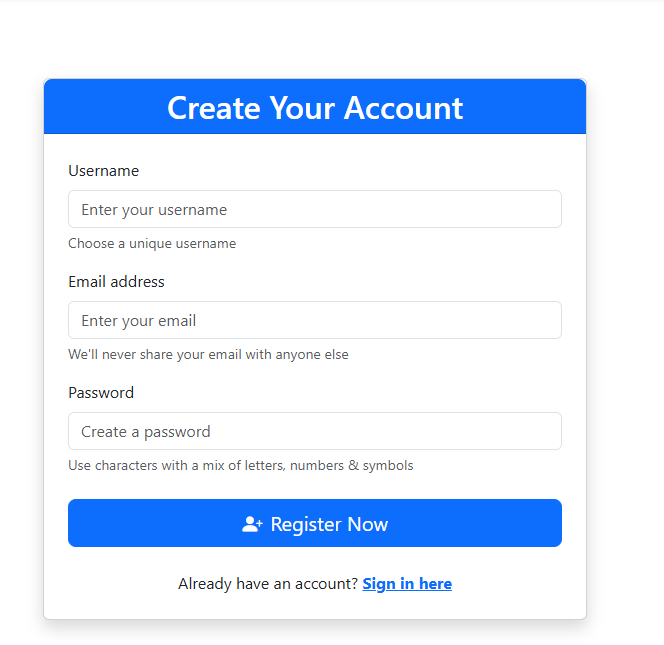 Create Your Account
Username
Enter your username
Choose a unique username
Email address
Enter your email
We'll never share your email with anyone else
Password
Create a password
Use characters with a mix of letters, numbers & symbols
Register Now
Already have an account? Sign in here